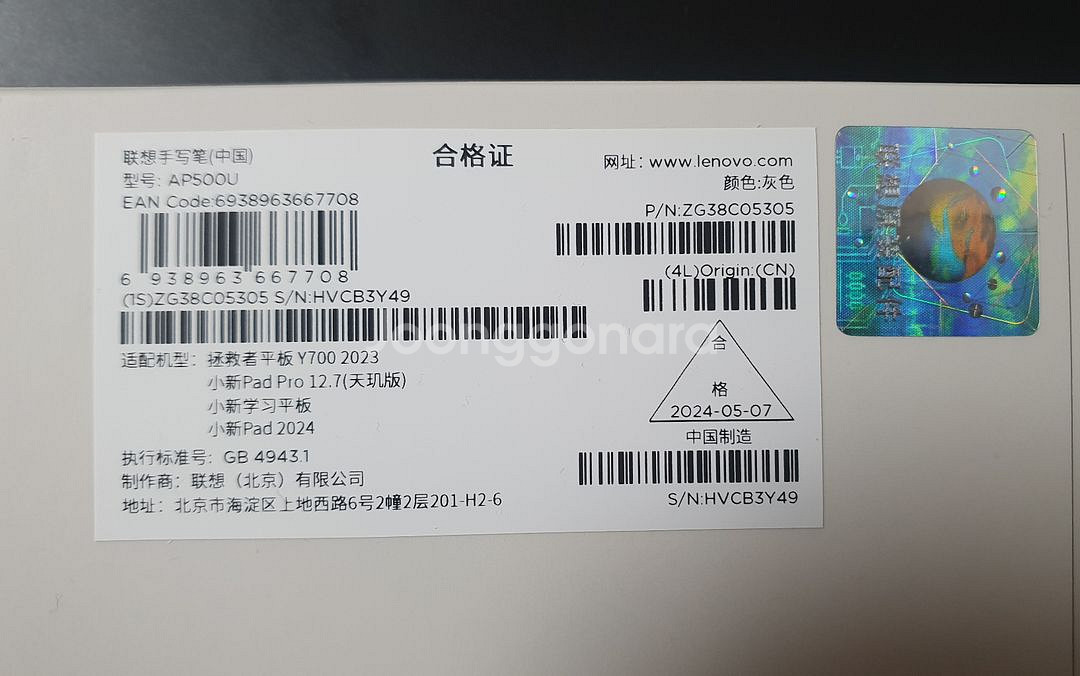 联想手写笔(中国)
合格证
网址: www.lenovo.com
型号: AP500U
颜色:灰色
EAN Code:6938963667708
P/N:ZG38C05305
6 938963 667708
(4L)Origin:(CN)
(1S)ZG38C05305 S/N:HVCB3Y49
joonggonara
适配机型: 拯救者平板 Y700 2023
小新Pad Pro 12.7(天玑版)
小新学习平板
小新Pad 2024
合
格
2024-05-07
中国制造
执行标准号: GB 4943.1
制作商: 联想（北京）有限公司
地址: 北京市海淀区上地西路6号2幢2层201-H2-6
S/N:HVCB3Y49